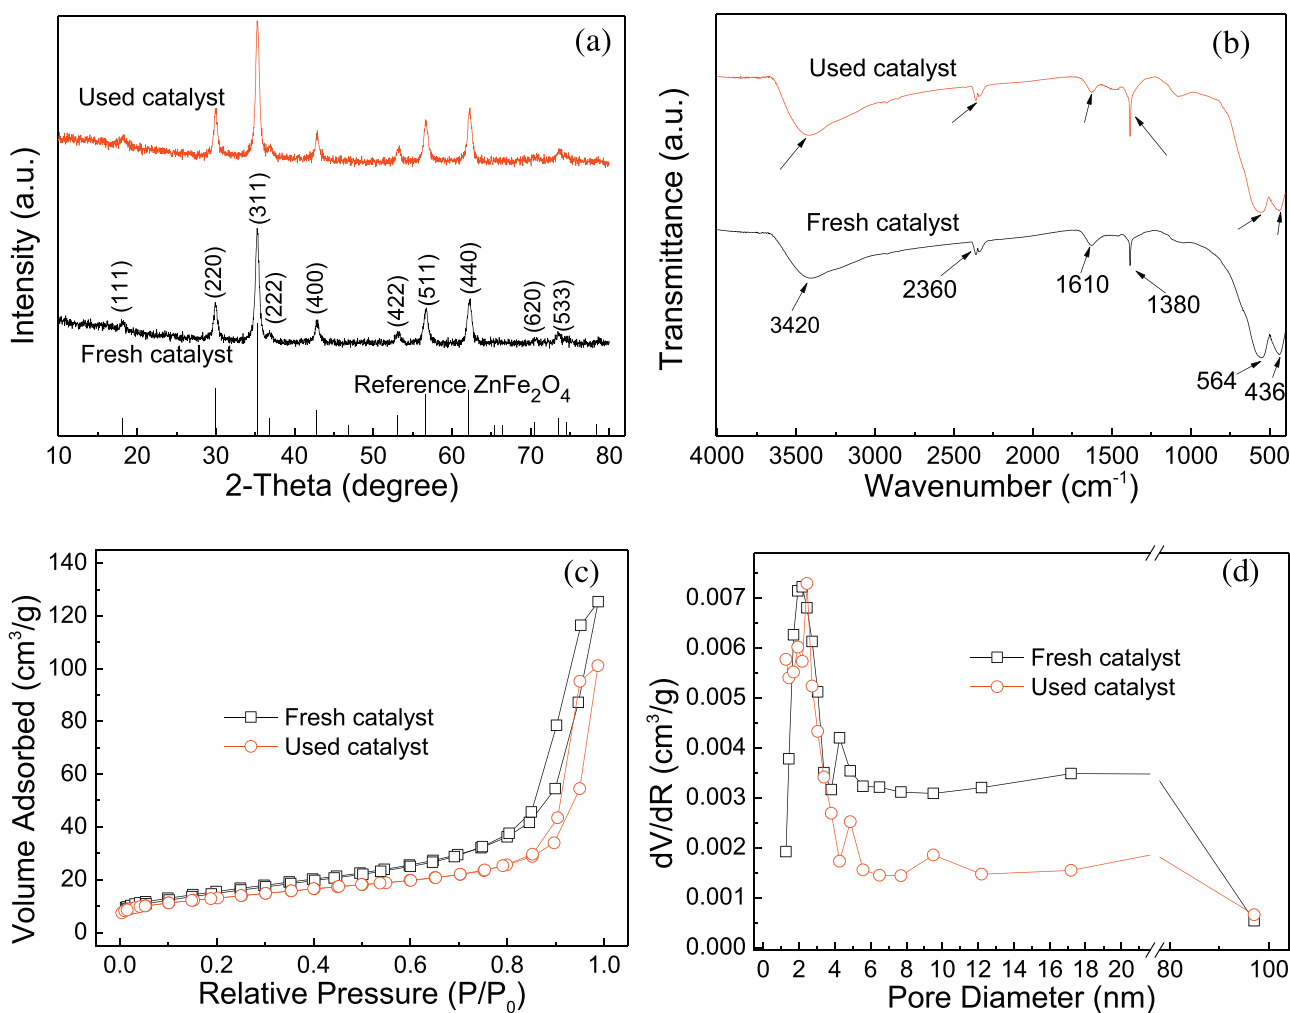 (a)
Used catalyst
Intensity (a.u.)
(111)
(220)
(311)
(222)
(400)
(422)
(511)
(440)
(620)
(533)
Fresh catalyst
Reference ZnFe₂O₄
10 20 30 40 50 60 70 80
2-Theta (degree)
(b)
Used catalyst
Transmittance (a.u.)
Fresh catalyst
3420
2360
1610
1380
564
436
4000 3500 3000 2500 2000 1500 1000 500
Wavenumber (cm⁻¹)
(c)
140
120
100
80
60
40
20
0
Volume Adsorbed (cm³/g)
Fresh catalyst
Used catalyst
0.0 0.2 0.4 0.6 0.8 1.0
Relative Pressure (P/P₀)
(d)
0.007
0.006
0.005
0.004
0.003
0.002
0.001
0.000
dV/dR (cm³/g)
Fresh catalyst
Used catalyst
0 2 4 6 8 10 12 14 16 18 20 80 100
Pore Diameter (nm)